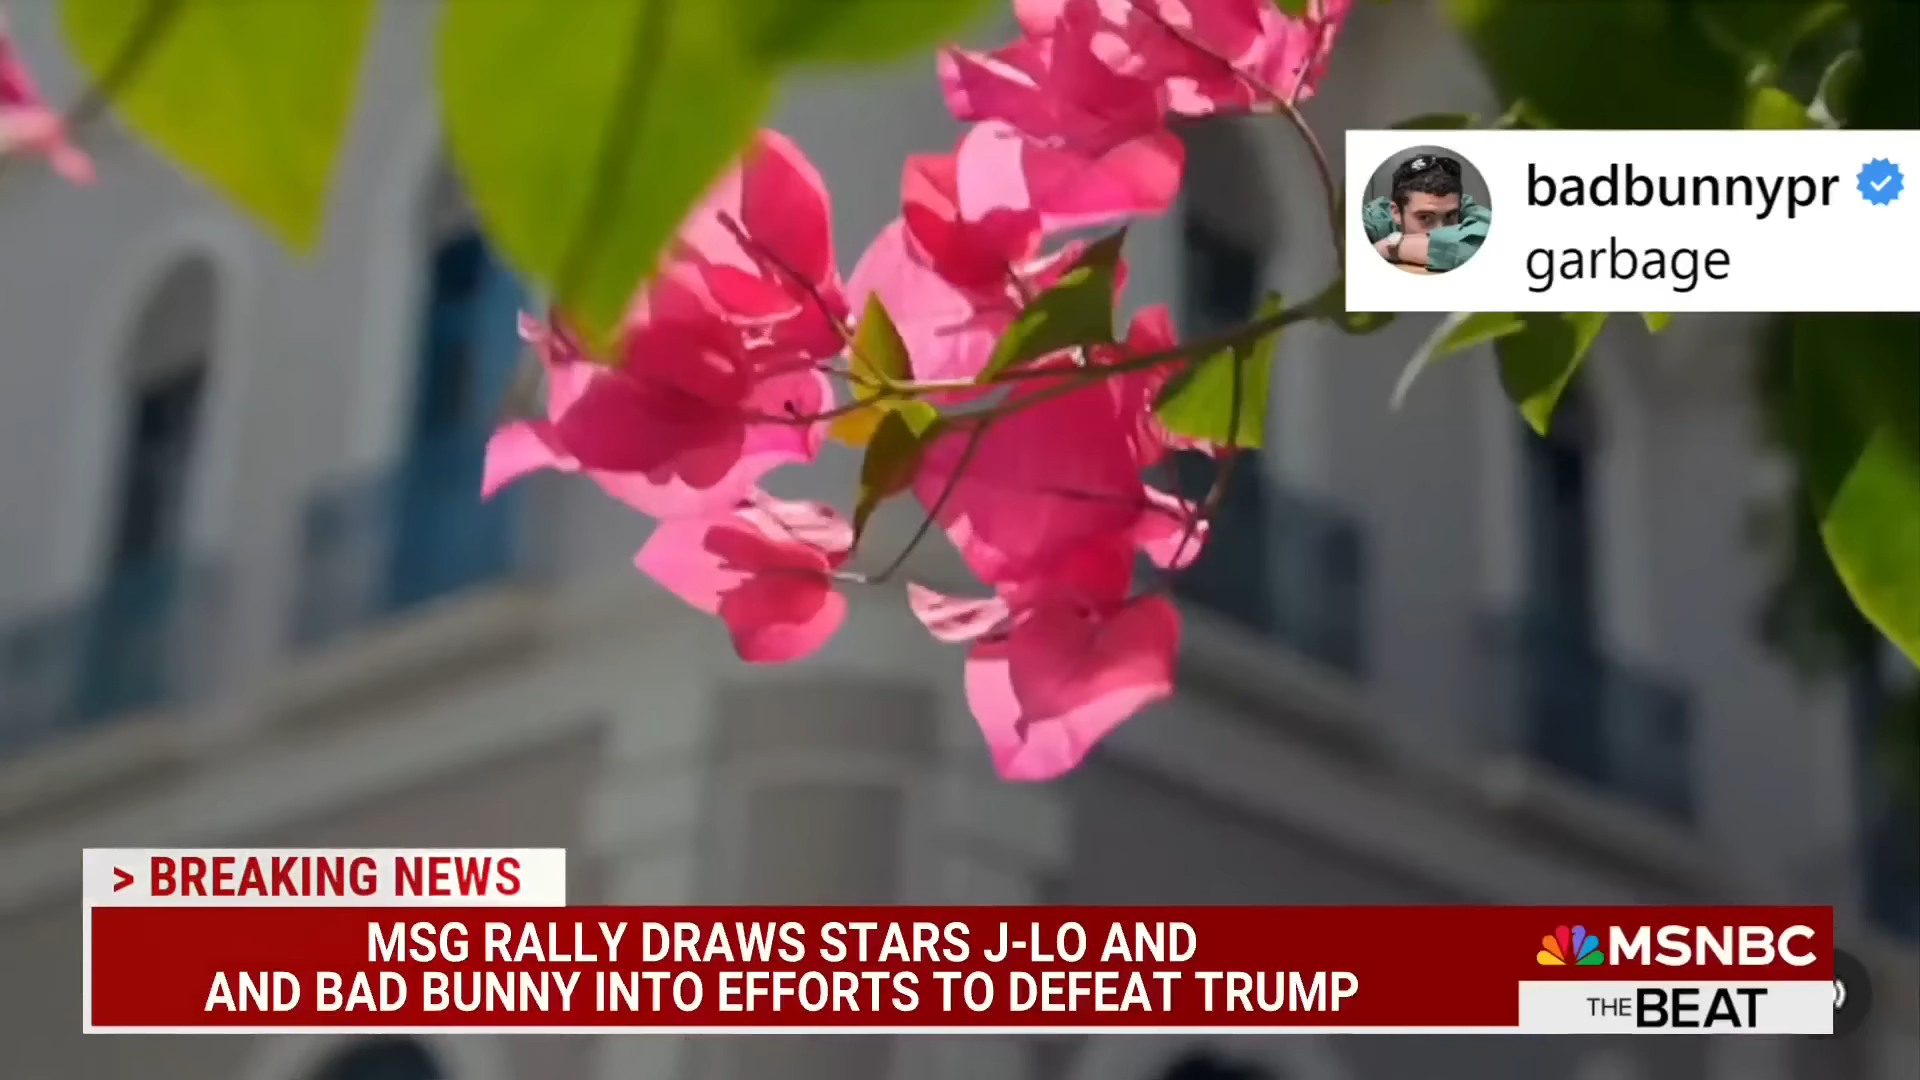 badbunnypr
garbage
> BREAKING NEWS
MSG RALLY DRAWS STARS J-LO AND
AND BAD BUNNY INTO EFFORTS TO DEFEAT TRUMP
MSNBC
THE BEAT